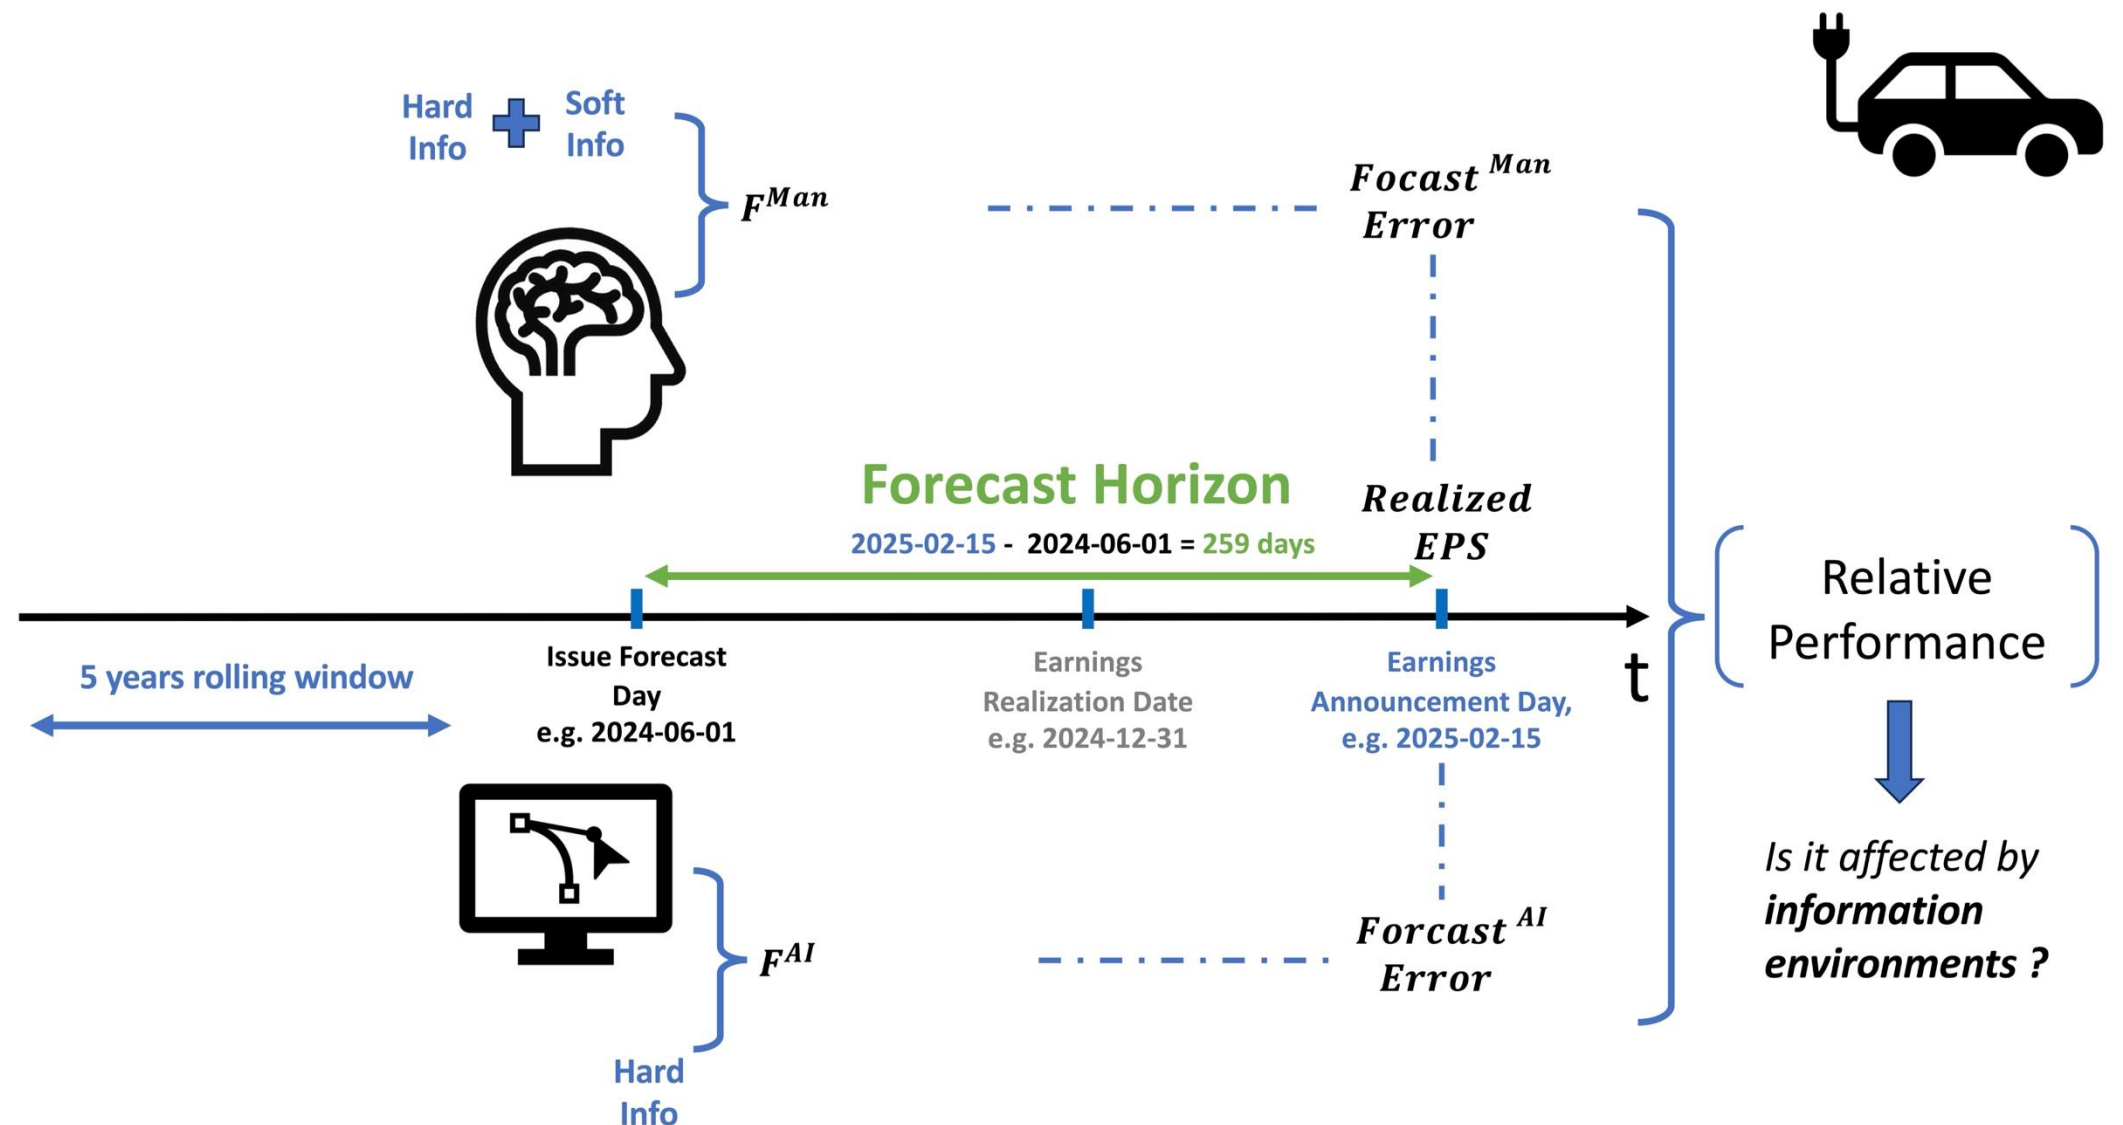 Hard
Info
Soft
Info
F^Man
Focast ^Man
Error
Forecast Horizon
2025-02-15 - 2024-06-01 = 259 days
Realized
EPS
5 years rolling window
Issue Forecast
Day
e.g. 2024-06-01
Earnings
Realization Date
e.g. 2024-12-31
Earnings
Announcement Day,
e.g. 2025-02-15
t
Relative
Performance
Is it affected by
information
environments ?
F^AI
Forcast ^AI
Error
Hard
Info